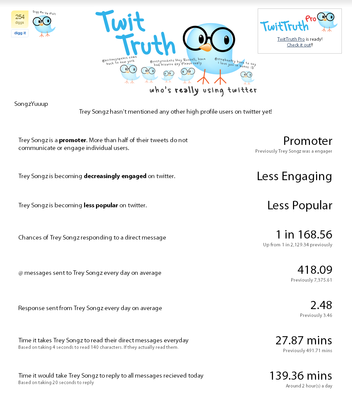 254
diggs
digg it
Twit
Truth
TwitTruth Pro
TwitTruth Pro is ready!
Check it out!
who's really using twitter
SongzYuuup
Trey Songz hasn't mentioned any other high profile users on twitter yet!
Trey Songz is a promoter. More than half of their tweets do not
communicate or engage individual users.
Promoter
Previously Trey Songz was a engager
Trey Songz is becoming decreasingly engaged on twitter.
Less Engaging
Trey Songz is becoming less popular on twitter.
Less Popular
Chances of Trey Songz responding to a direct message
1 in 168.56
Up from 1 in 2,129.54 previously
@ messages sent to Trey Songz every day on average
418.09
Previously 7,375.61
Response sent from Trey Songz every day on average
2.48
Previously 3.46
Time it takes Trey Songz to read their direct messages everyday
Based on taking 4 seconds to read 140 characters. If they actually read them
27.87 mins
Previously 491.71 mins
Time it would take Trey Songz to reply to all messages recieved today
Based on taking 20 seconds to reply
139.36 mins
Around 2 hour(s) a day